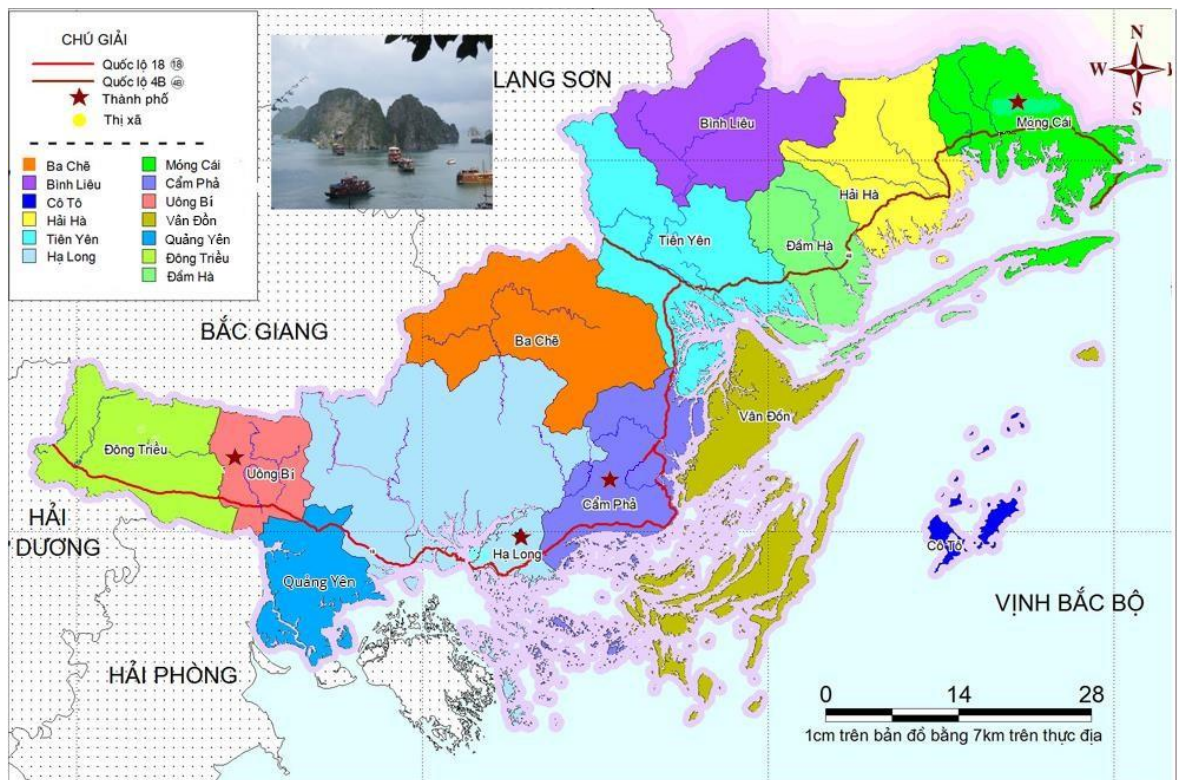 CHÚ GIẢI
Quốc lộ 18 18
Quốc lộ 4B 4B
Thành phố
Thị xã
Ba Chẽ
Bình Liêu
Cô Tô
Hải Hà
Tiên Yên
Hạ Long
Móng Cái
Cẩm Phả
Uông Bí
Vân Đồn
Quảng Yên
Đông Triều
Đầm Hà
LẠNG SƠN
N
W
S
Móng Cái
Bình Liêu
Hải Hà
Tiên Yên
Đầm Hà
BẮC GIANG
Ba Chẽ
Vân Đồn
Đông Triều
Uông Bí
Cẩm Phả
HẢI
DƯƠNG
Hạ Long
Cô Tô
Quảng Yên
VỊNH BẮC BỘ
HẢI PHÒNG
0 14 28
1cm trên bản đồ bằng 7km trên thực địa